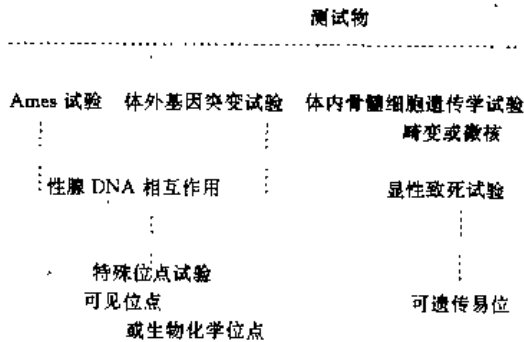 测试物
Ames 试验 体外基因突变试验 体内骨髓细胞遗传学试验
畸变或微核
性腺 DNA 相互作用 显性致死试验
特殊位点试验
可见位点 可遗传易位
或生物化学位点